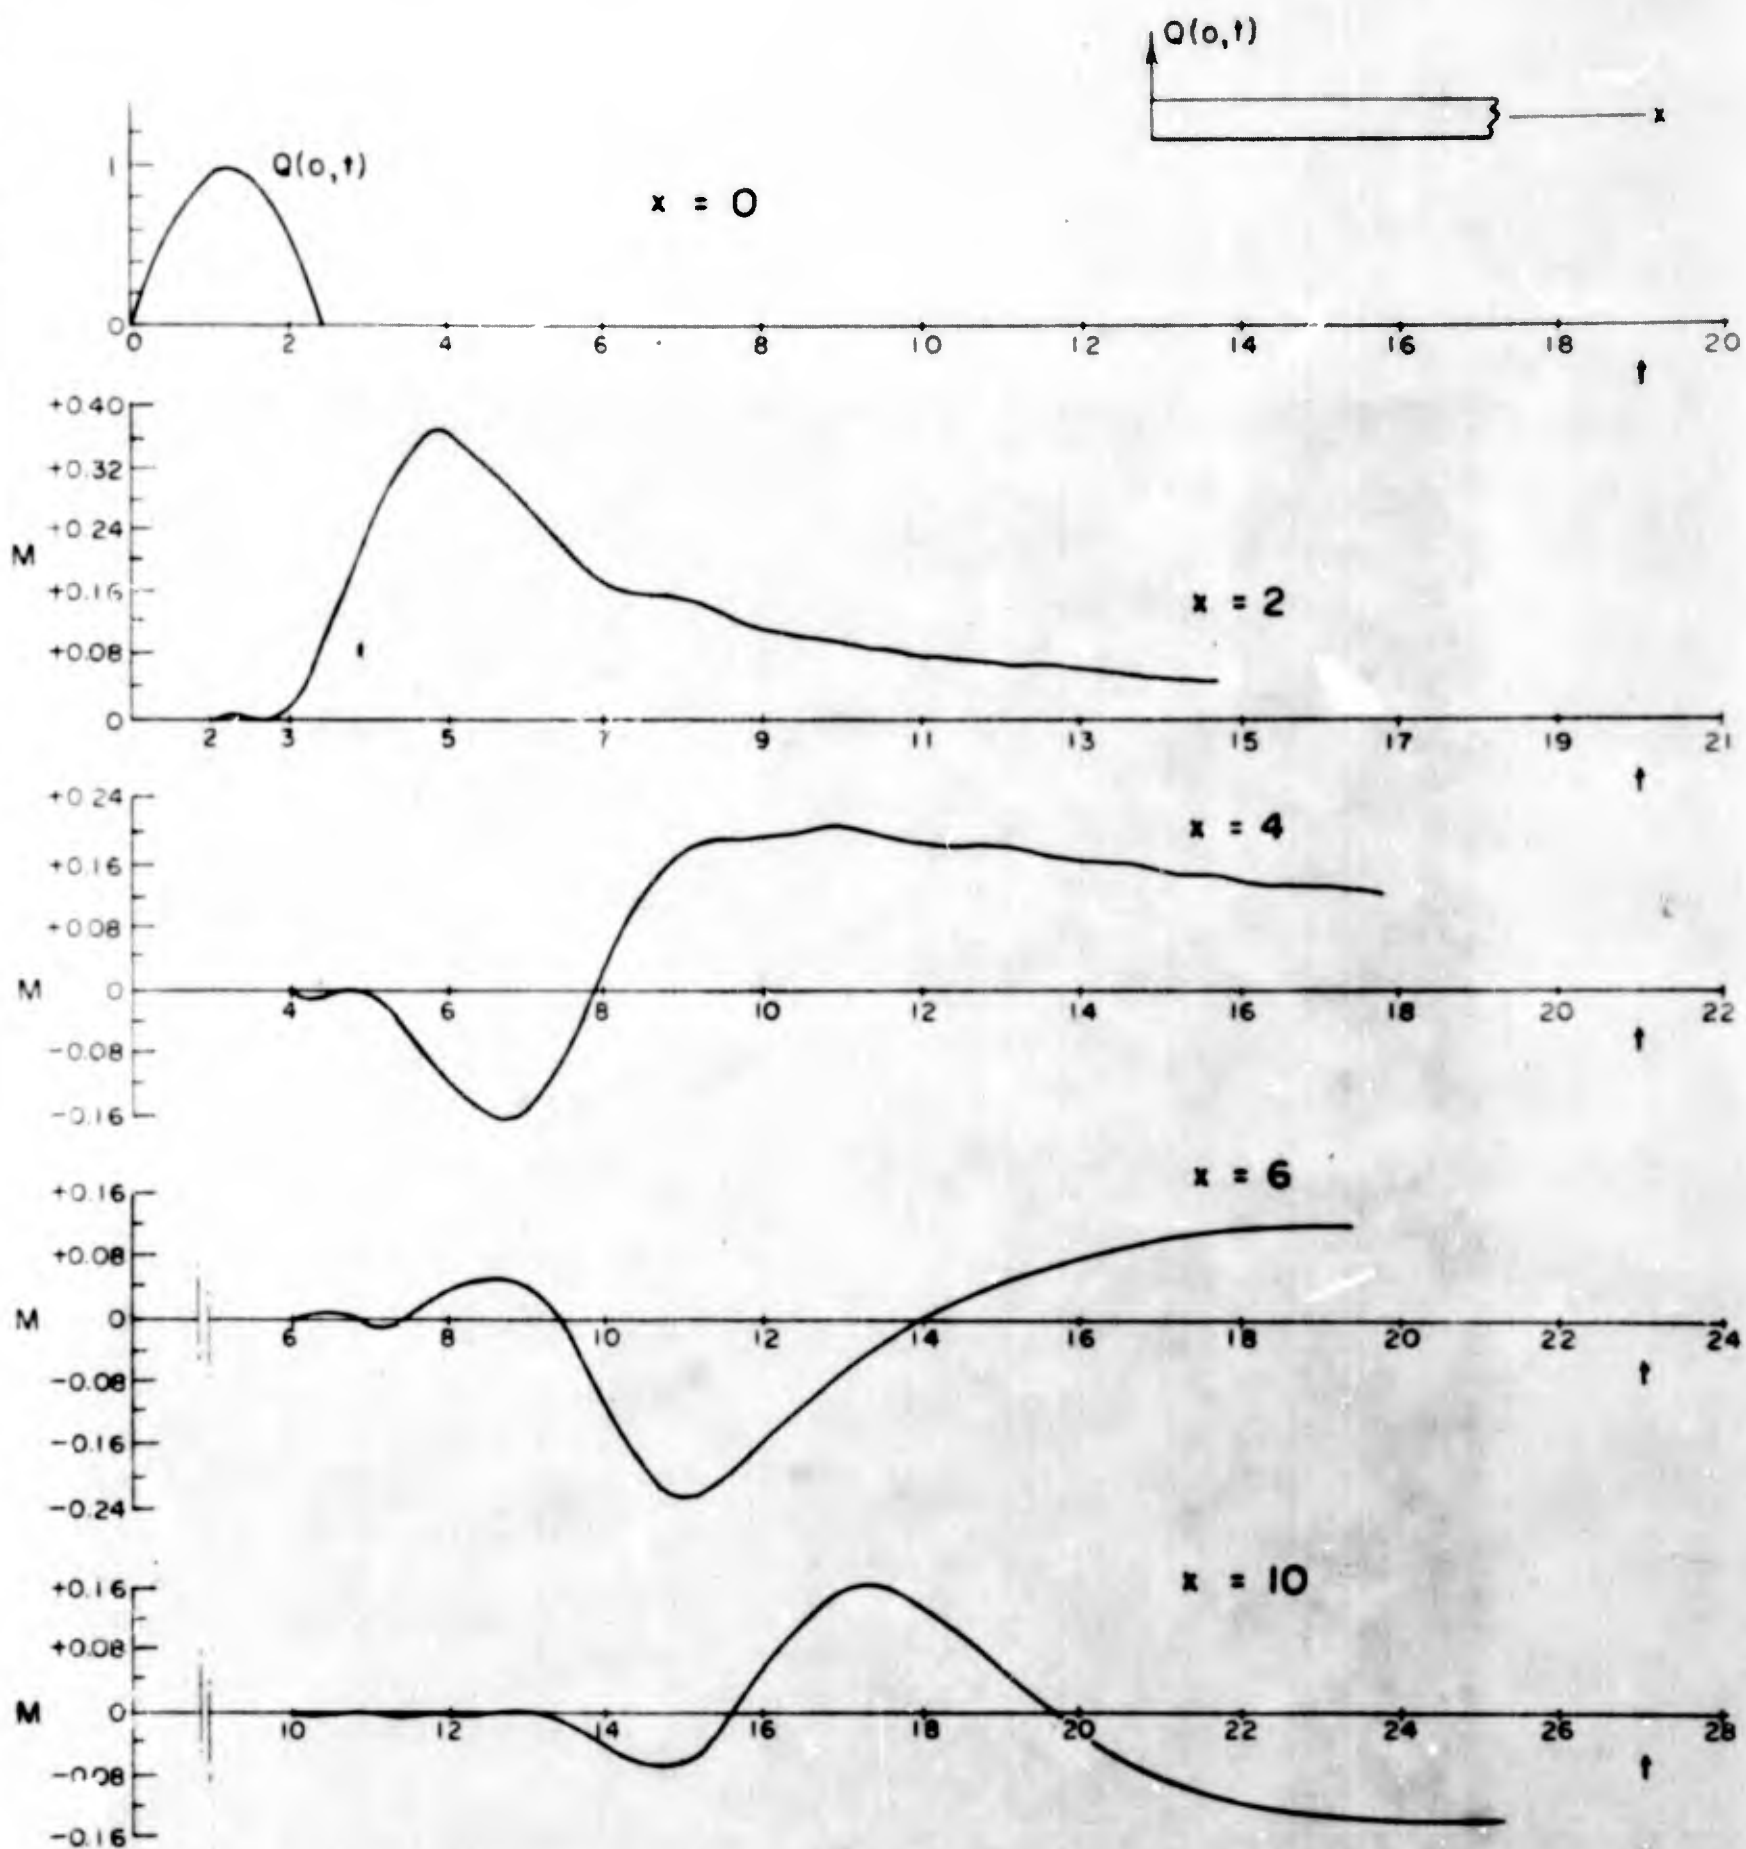 Q(o,t)
x
1
Q(o,t)
x = 0
0
0 2 4 6 8 10 12 14 16 18 20
t
+0.40
+0.32
+0.24
M
+0.16
x = 2
+0.08
0
2 3 5 7 9 11 13 15 17 19 21
t
+0.24
x = 4
+0.16
+0.08
M 0
4 6 8 10 12 14 16 18 20 22
t
-0.08
-0.16
x = 6
+0.16
+0.08
M 0
6 8 10 12 14 16 18 20 22 24
t
-0.08
-0.16
-0.24
x = 10
+0.16
+0.08
M 0
10 12 14 16 18 20 22 24 26 28
t
-0.08
-0.16